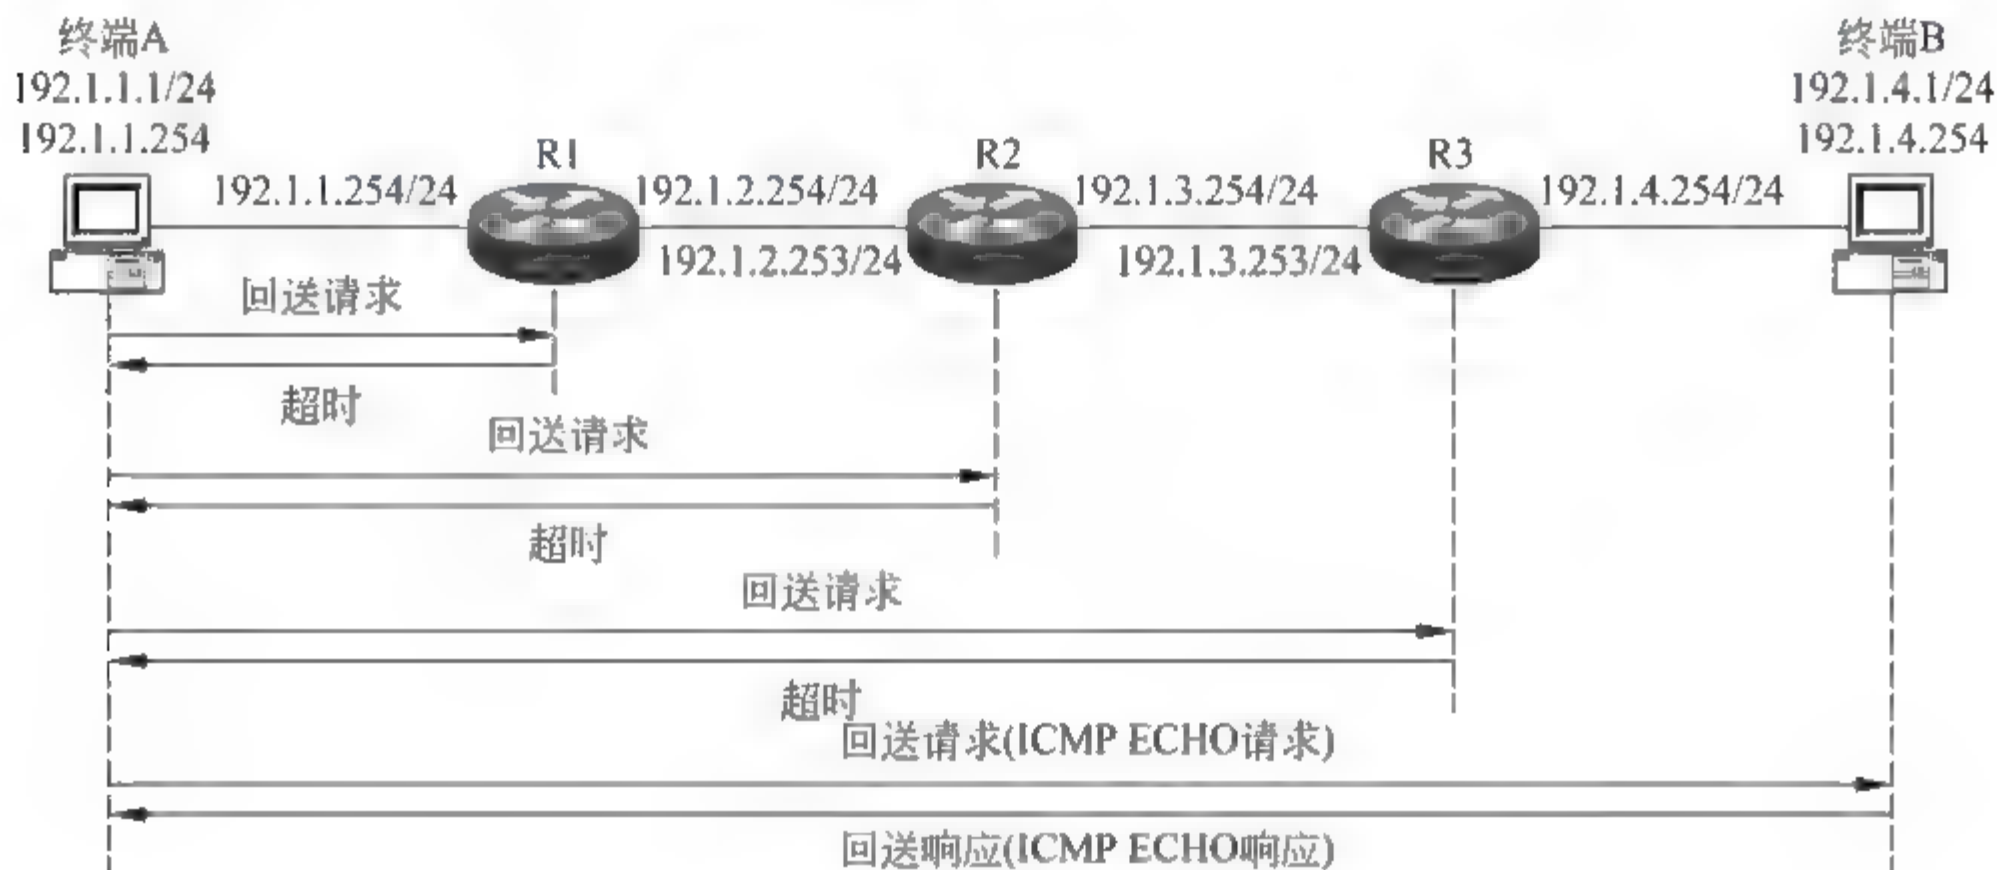 终端A
192.1.1.1/24
192.1.1.254
终端B
192.1.4.1/24
192.1.4.254
R1
R2
R3
192.1.1.254/24
192.1.2.254/24
192.1.3.254/24
192.1.4.254/24
192.1.2.253/24
192.1.3.253/24
回送请求
超时
回送请求
超时
回送请求
超时
回送请求(ICMP ECHO请求)
回送响应(ICMP ECHO响应)